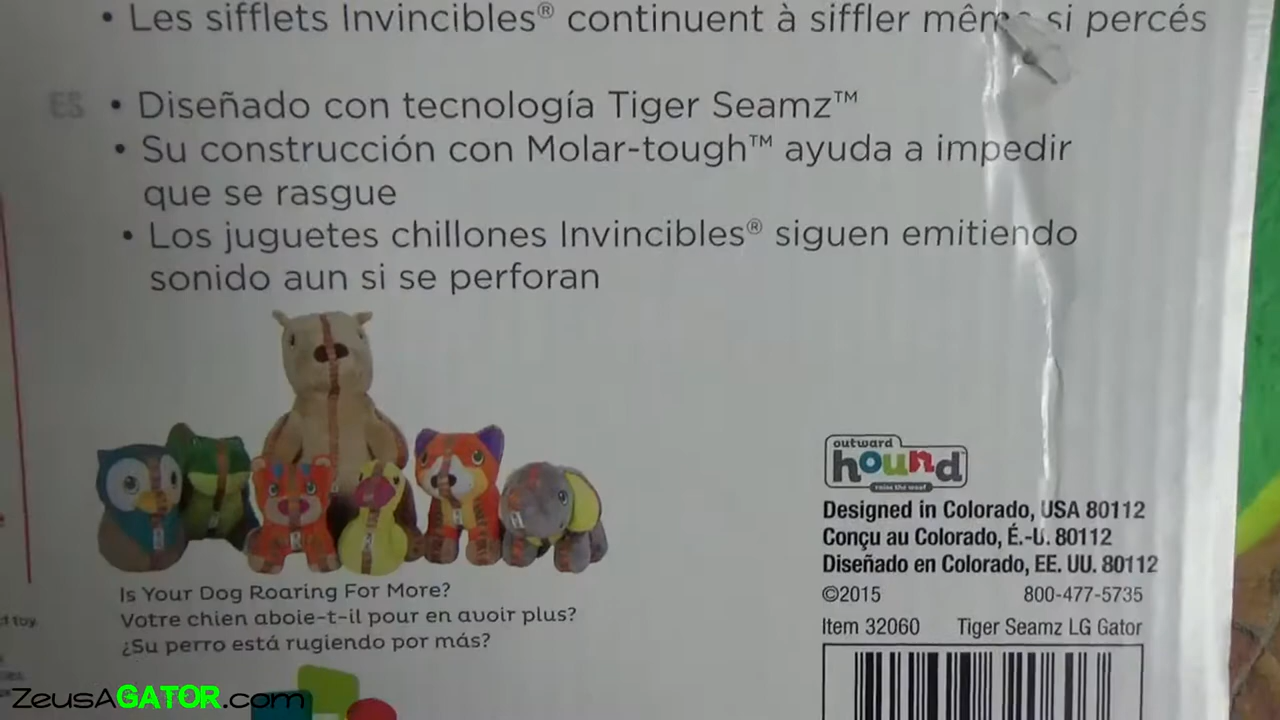 • Les sifflets Invincibles® continuent à siffler même si percés
ES • Diseñado con tecnología Tiger Seamz™
• Su construcción con Molar-tough™ ayuda a impedir
que se rasgue
• Los juguetes chillones Invincibles® siguen emitiendo
sonido aun si se perforan
outward
hound
Designed in Colorado, USA 80112
Conçu au Colorado, É.-U. 80112
Diseñado en Colorado, EE. UU. 80112
©2015 800-477-5735
Item 32060 Tiger Seamz LG Gator
Is Your Dog Roaring For More?
Votre chien aboie-t-il pour en avoir plus?
¿Su perro está rugiendo por más?
toy
ZeusAGATOR.com